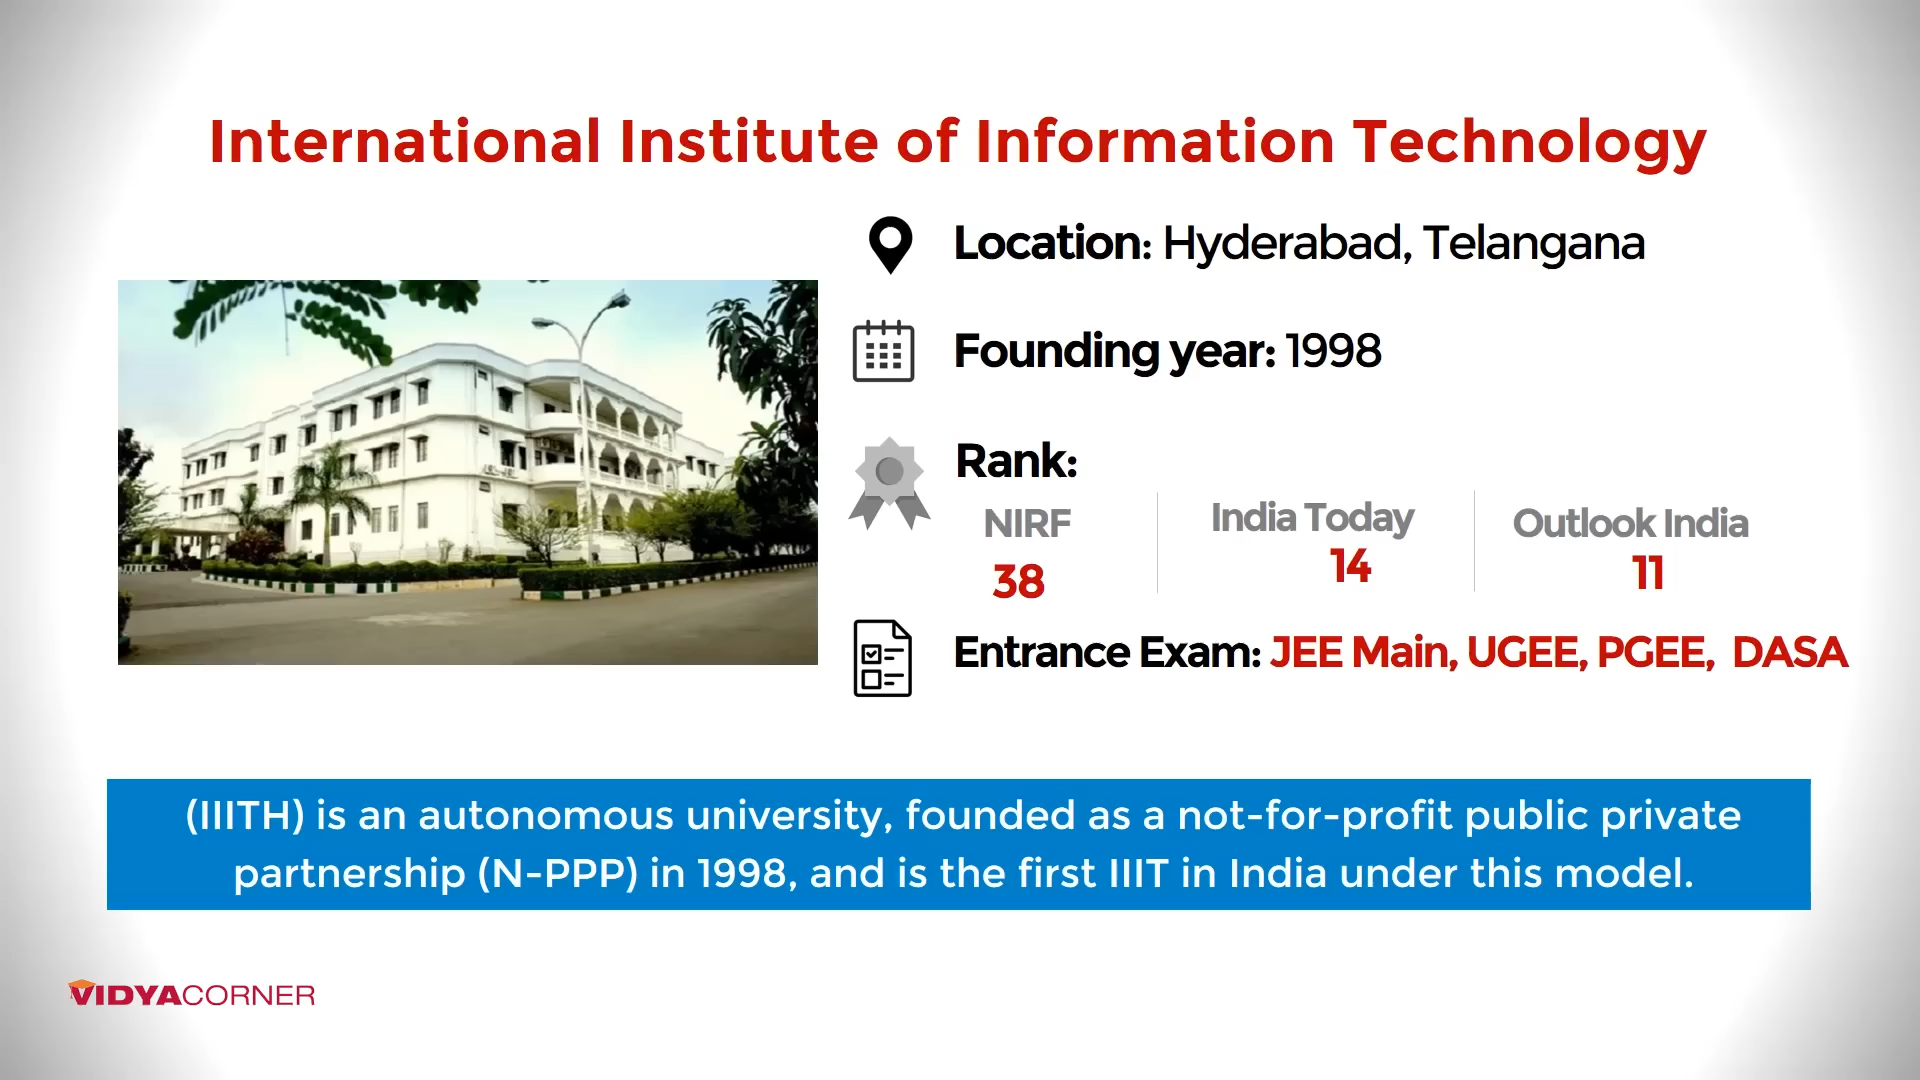 International Institute of Information Technology
Location: Hyderabad, Telangana
Founding year: 1998
Rank:
NIRF
38
India Today
14
Outlook India
11
Entrance Exam: JEE Main, UGEE, PGEE, DASA
(IIITH) is an autonomous university, founded as a not-for-profit public private
partnership (N-PPP) in 1998, and is the first IIIT in India under this model.
VIDYACORNER